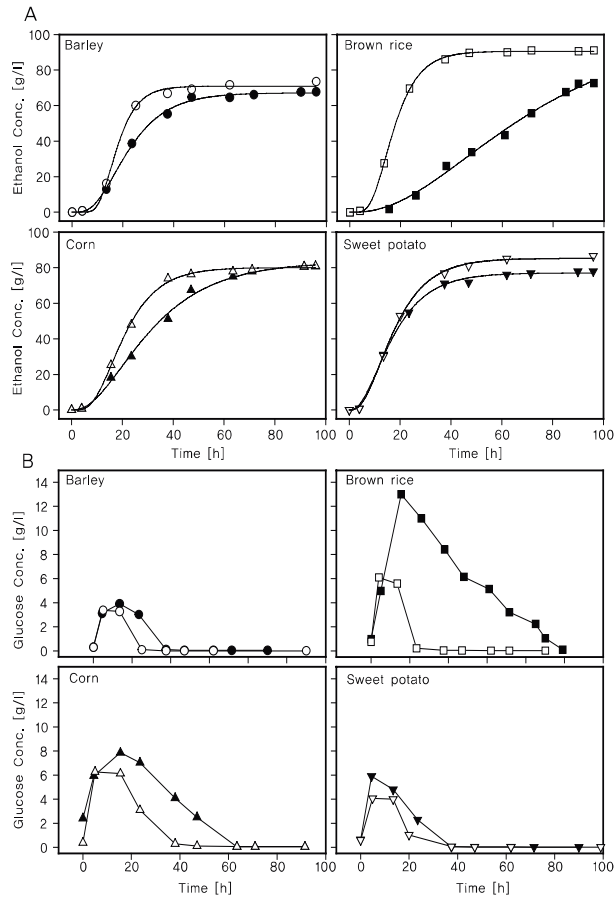 A
Barley
Brown rice
100
80
60
40
20
0
Ethanol Conc. [g/l]
Corn
Sweet potato
100
80
60
40
20
0
Ethanol Conc. [g/l]
0 20 40 60 80 100
0 20 40 60 80 100
Time [h]
Time [h]
B
Barley
Brown rice
14
12
10
8
6
4
2
0
Glucose Conc. [g/l]
Corn
Sweet potato
14
12
10
8
6
4
2
0
Glucose Conc. [g/l]
0 20 40 60 80 100
0 20 40 60 80 100
Time [h]
Time [h]